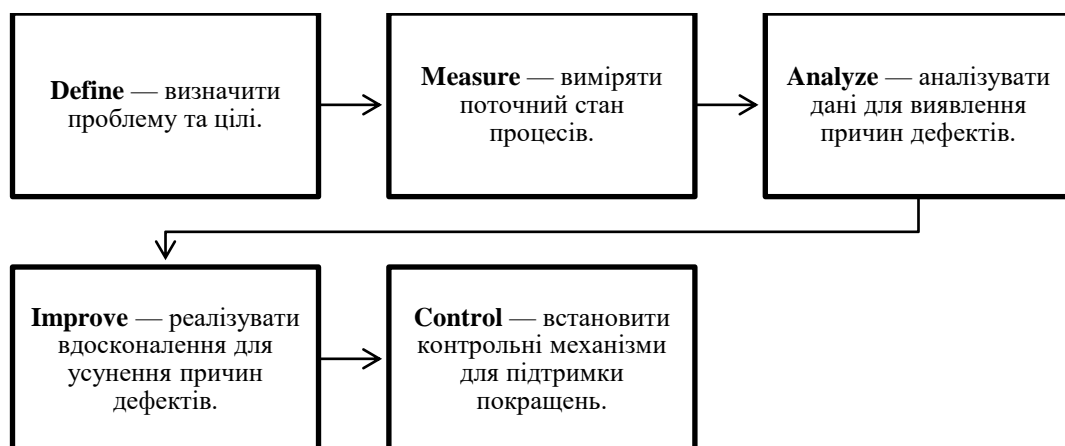 Define — визначити
проблему та цілі.
Measure — виміряти
поточний стан
процесів.
Analyze — аналізувати
дані для виявлення
причин дефектів.
Improve — реалізувати
вдосконалення для
усунення причин
дефектів.
Control — встановити
контрольні механізми
для підтримки
покращень.